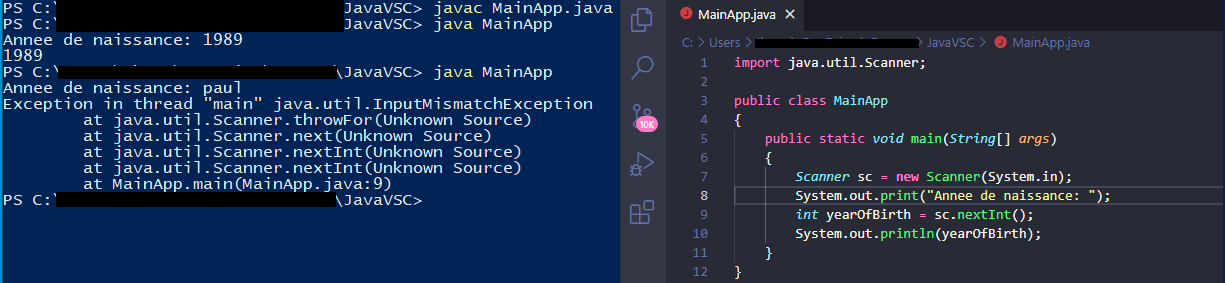 PS C:\ JavaVSC> javac MainApp.java
PS C:\ JavaVSC> java MainApp
Annee de naissance: 1989
1989
PS C:\ \JavaVSC> java MainApp
Annee de naissance: paul
Exception in thread "main" java.util.InputMismatchException
        at java.util.Scanner.throwFor(Unknown Source)
        at java.util.Scanner.next(Unknown Source)
        at java.util.Scanner.nextInt(Unknown Source)
        at java.util.Scanner.nextInt(Unknown Source)
        at MainApp.main(MainApp.java:9)
PS C:\ \JavaVSC>
10K
J MainApp.java ×
C: > Users > JavaVSC > J MainApp.java
1 import java.util.Scanner;
2
3 public class MainApp
4 {
5     public static void main(String[] args)
6     {
7         Scanner sc = new Scanner(System.in);
8         System.out.print("Annee de naissance: ");
9         int yearOfBirth = sc.nextInt();
10         System.out.println(yearOfBirth);
11     }
12 }